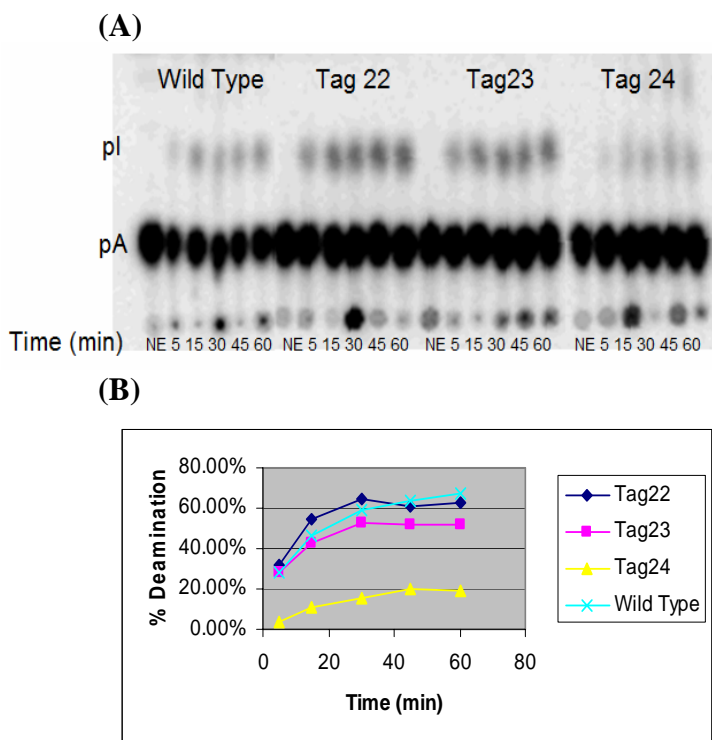 (A)
Wild Type Tag 22 Tag23 Tag 24
pI
pA
Time (min) NE 5 15 30 45 60 NE 5 15 30 45 60 NE 5 15 30 45 60 NE 5 15 30 45 60
(B)
80.00%
60.00%
40.00%
20.00%
0.00%
% Deamination
0 20 40 60 80
Time (min)
Tag22
Tag23
Tag24
Wild Type